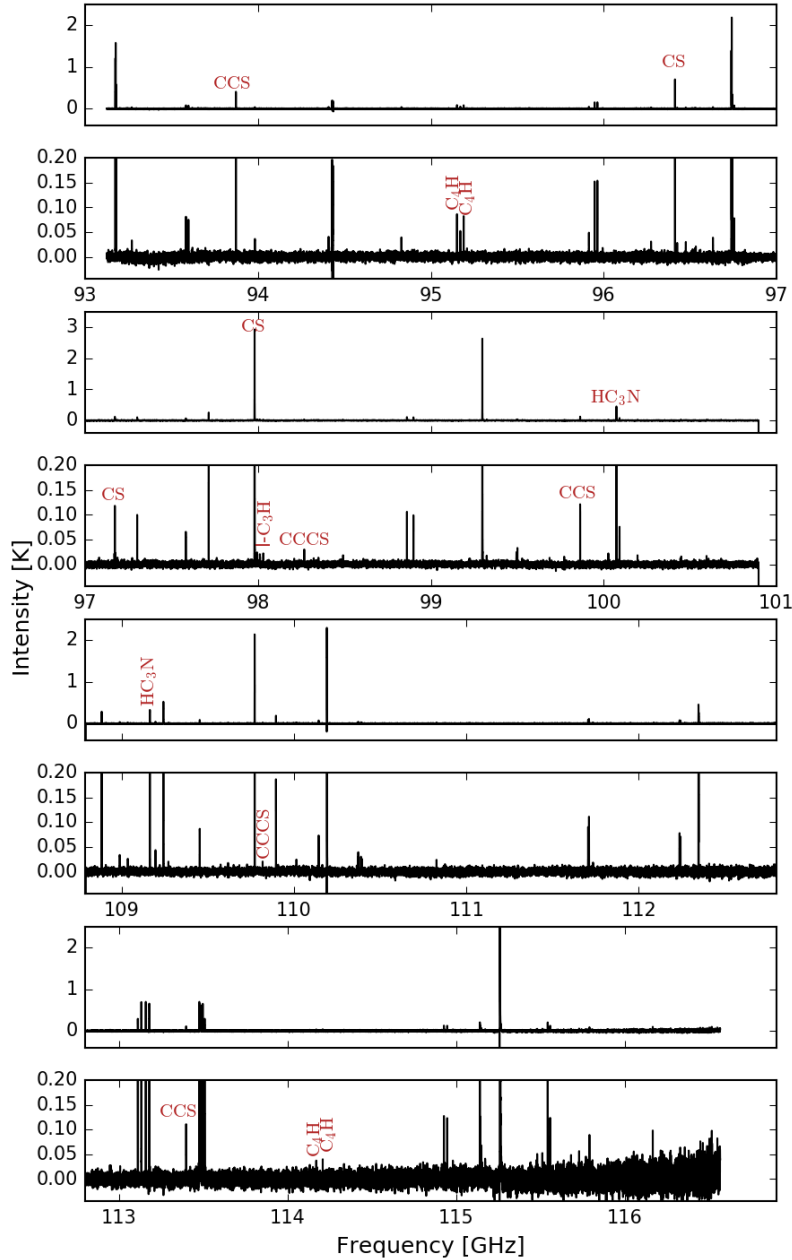 2
1
0
CCS
CS
0.20
0.15
0.10
0.05
0.00
C₄H
C₄H
93 94 95 96 97
3
2
1
0
CS
HC₃N
0.20
0.15
0.10
0.05
0.00
CS
l-C₃H
CCCS
CCS
97 98 99 100 101
Intensity [K]
2
1
0
HC₃N
0.20
0.15
0.10
0.05
0.00
CCCS
109 110 111 112
2
1
0
0.20
0.15
0.10
0.05
0.00
CCS
C₄H
C₄H
113 114 115 116
Frequency [GHz]